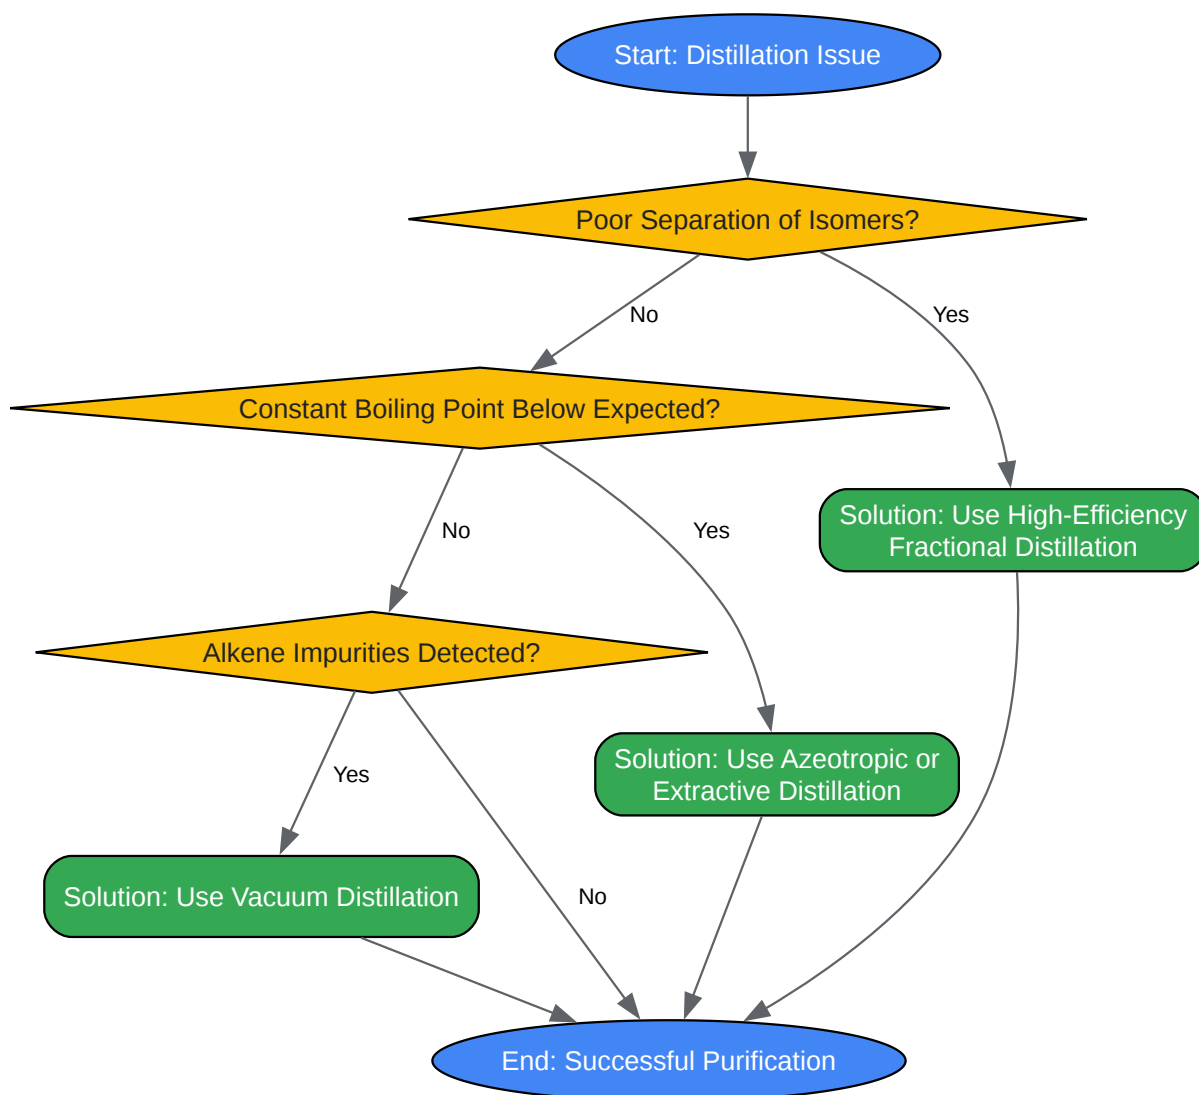 Start: Distillation Issue
Poor Separation of Isomers?
No
Yes
Constant Boiling Point Below Expected?
Solution: Use High-Efficiency
Fractional Distillation
No
Yes
Alkene Impurities Detected?
Solution: Use Azeotropic or
Extractive Distillation
Yes
No
Solution: Use Vacuum Distillation
End: Successful Purification